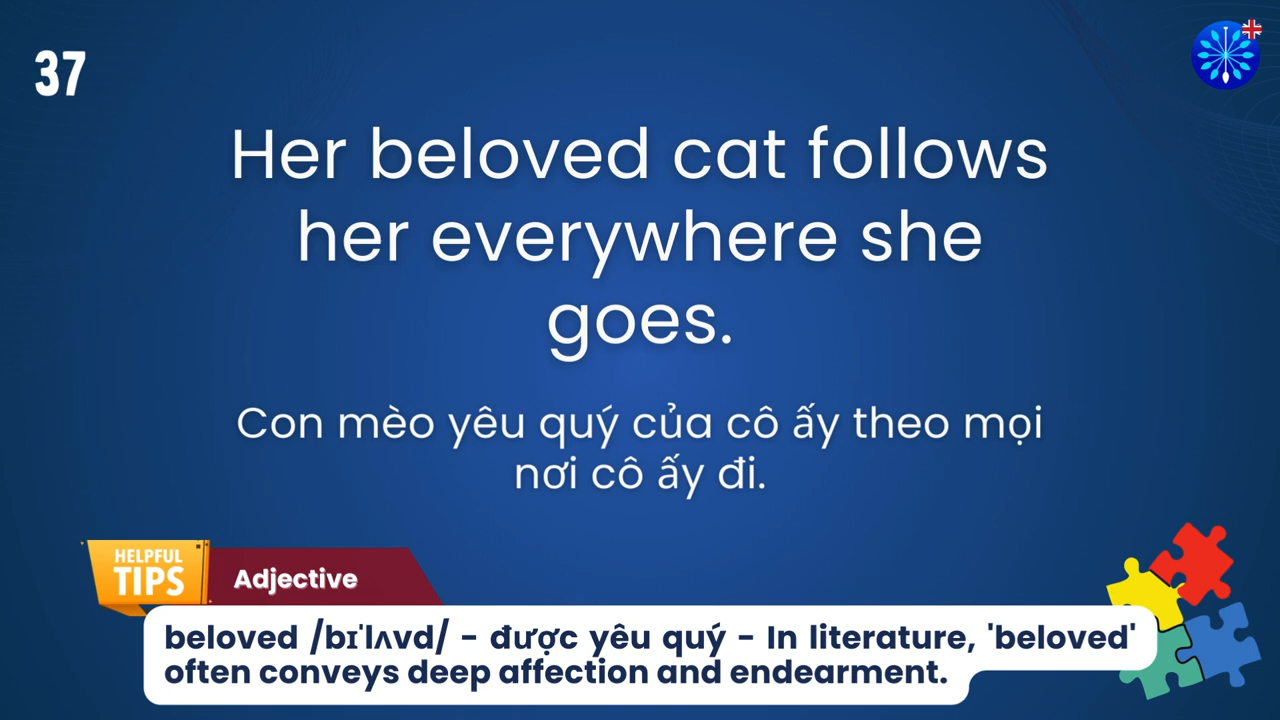 37
Her beloved cat follows
her everywhere she
goes.
Con mèo yêu quý của cô ấy theo mọi
nơi cô ấy đi.
HELPFUL
TIPS
Adjective
beloved /bɪˈlʌvd/ - được yêu quý - In literature, 'beloved'
often conveys deep affection and endearment.